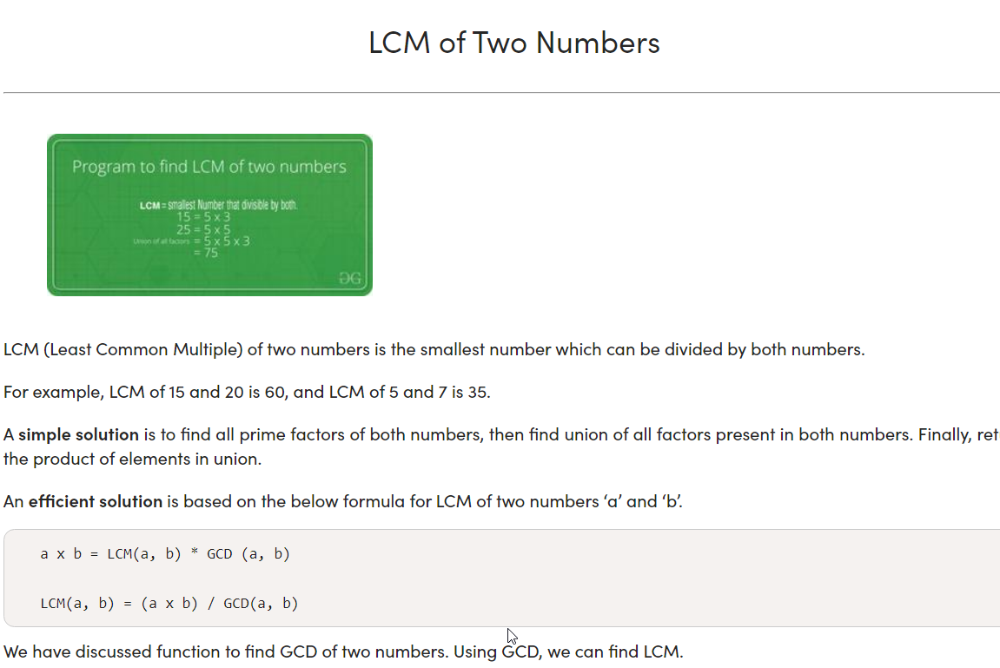 LCM of Two Numbers
Program to find LCM of two numbers
LCM = smallest Number that divisible by both.
15 = 5 x 3
25 = 5 x 5
Union of all factors = 5 x 5 x 3
= 75
GG
LCM (Least Common Multiple) of two numbers is the smallest number which can be divided by both numbers.
For example, LCM of 15 and 20 is 60, and LCM of 5 and 7 is 35.
A simple solution is to find all prime factors of both numbers, then find union of all factors present in both numbers. Finally, ret
the product of elements in union.
An efficient solution is based on the below formula for LCM of two numbers ‘a’ and ‘b’.
a x b = LCM(a, b) * GCD (a, b)
LCM(a, b) = (a x b) / GCD(a, b)
We have discussed function to find GCD of two numbers. Using GCD, we can find LCM.